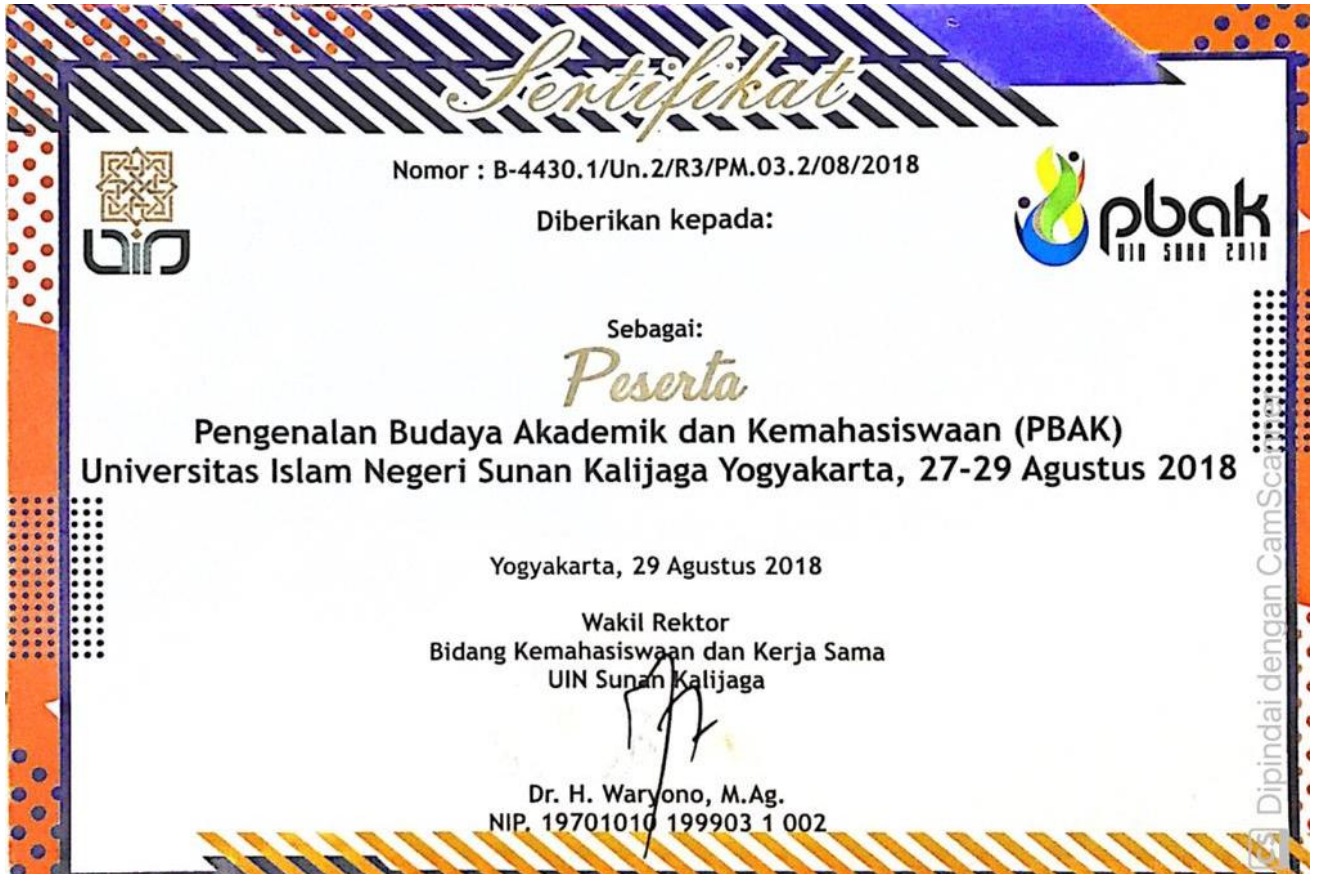 Sertifikat
Nomor : B-4430.1/Un.2/R3/PM.03.2/08/2018
Diberikan kepada:
uin
pbak
UIN SUKA 2018
Sebagai:
Peserta
Pengenalan Budaya Akademik dan Kemahasiswaan (PBAK)
Universitas Islam Negeri Sunan Kalijaga Yogyakarta, 27-29 Agustus 2018
Yogyakarta, 29 Agustus 2018
Wakil Rektor
Bidang Kemahasiswaan dan Kerja Sama
UIN Sunan Kalijaga
Dr. H. Waryono, M.Ag.
NIP. 19701010 199903 1 002
CS Dipindai dengan CamScanner